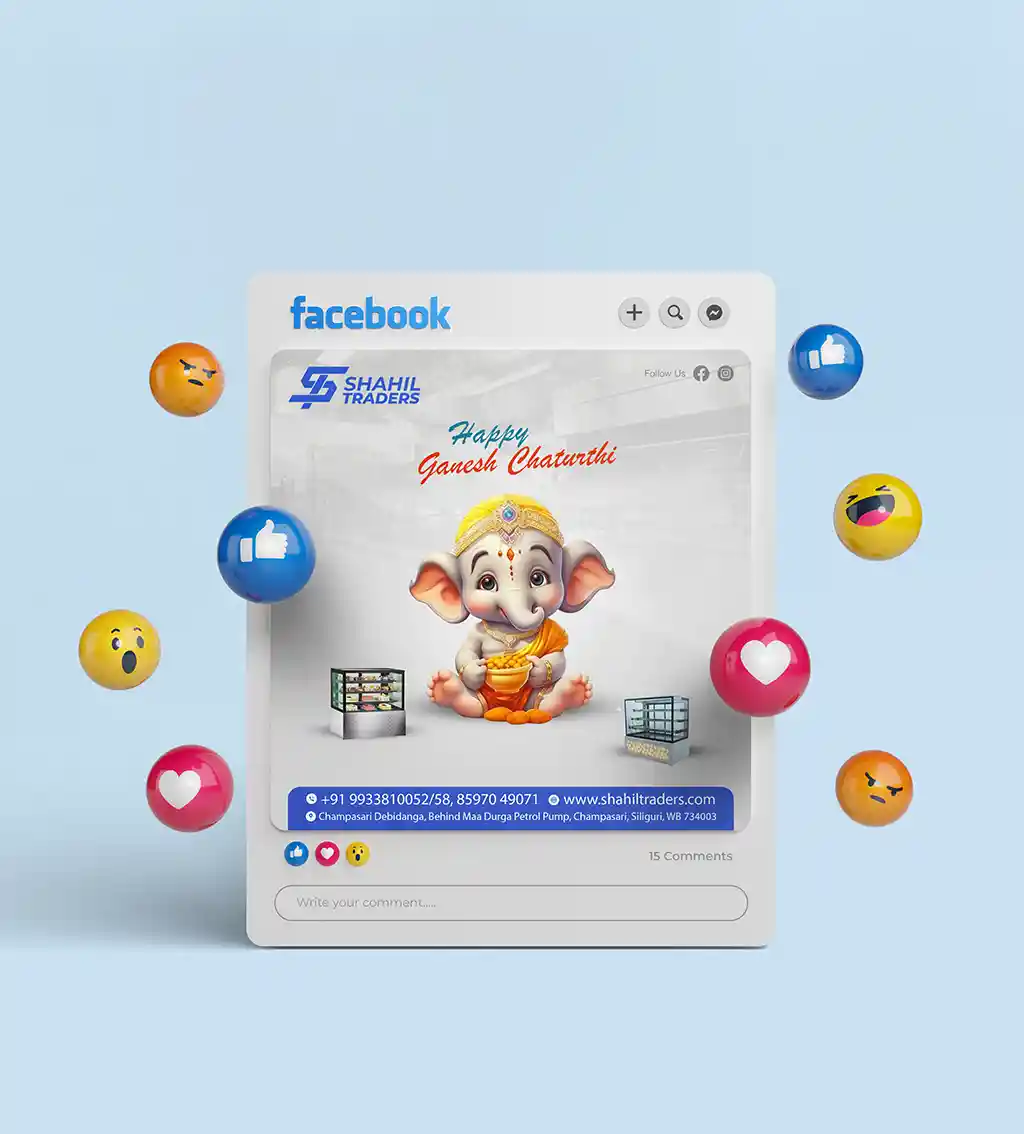 facebook
SHAHIL
TRADERS
Follow Us
Happy
Ganesh Chaturthi
+91 9933810052/58, 85970 49071 www.shahiltraders.com
Champasari Debidanga, Behind Maa Durga Petrol Pump, Champasari, Siliguri, WB 734003
15 Comments
Write your comment.....